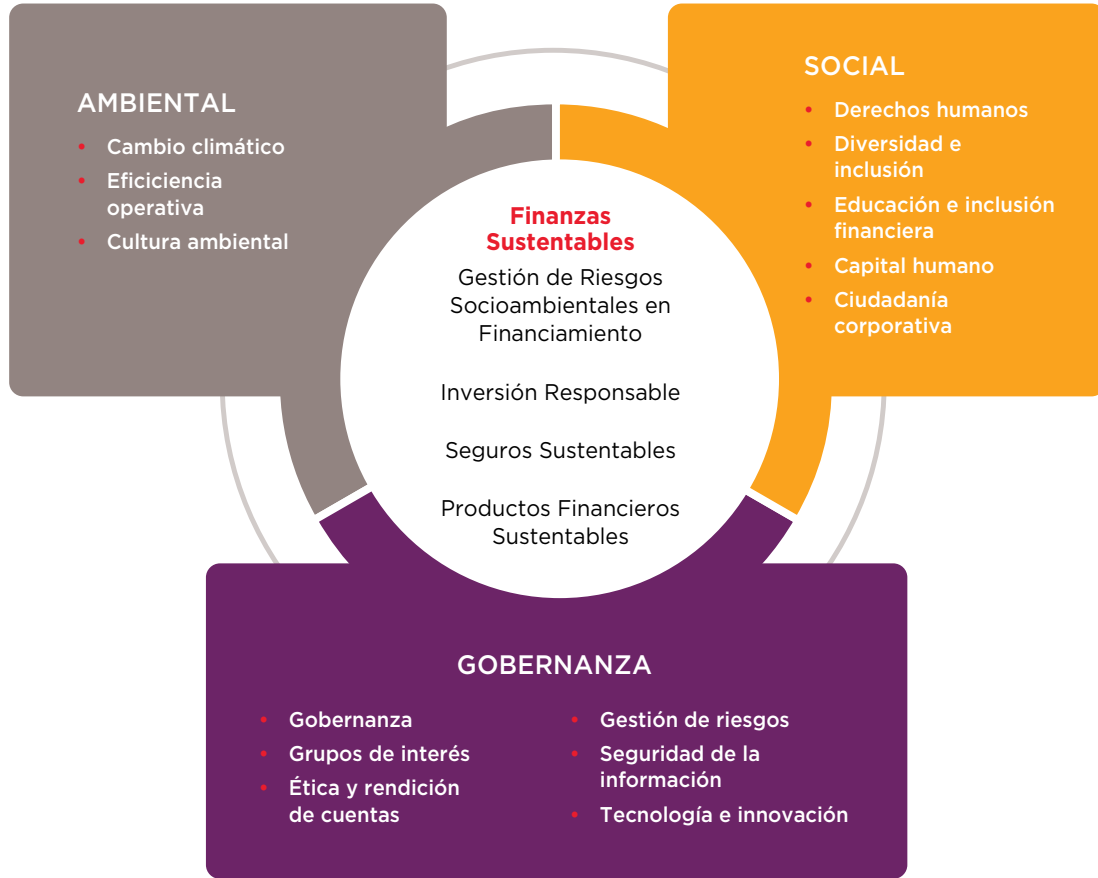 AMBIENTAL
• Cambio climático
• Eficiciencia
operativa
• Cultura ambiental
SOCIAL
• Derechos humanos
• Diversidad e
inclusión
• Educación e inclusión
financiera
• Capital humano
• Ciudadanía
corporativa
Finanzas
Sustentables
Gestión de Riesgos
Socioambientales en
Financiamiento
Inversión Responsable
Seguros Sustentables
Productos Financieros
Sustentables
GOBERNANZA
• Gobernanza
• Grupos de interés
• Ética y rendición
de cuentas
• Gestión de riesgos
• Seguridad de la
información
• Tecnología e innovación